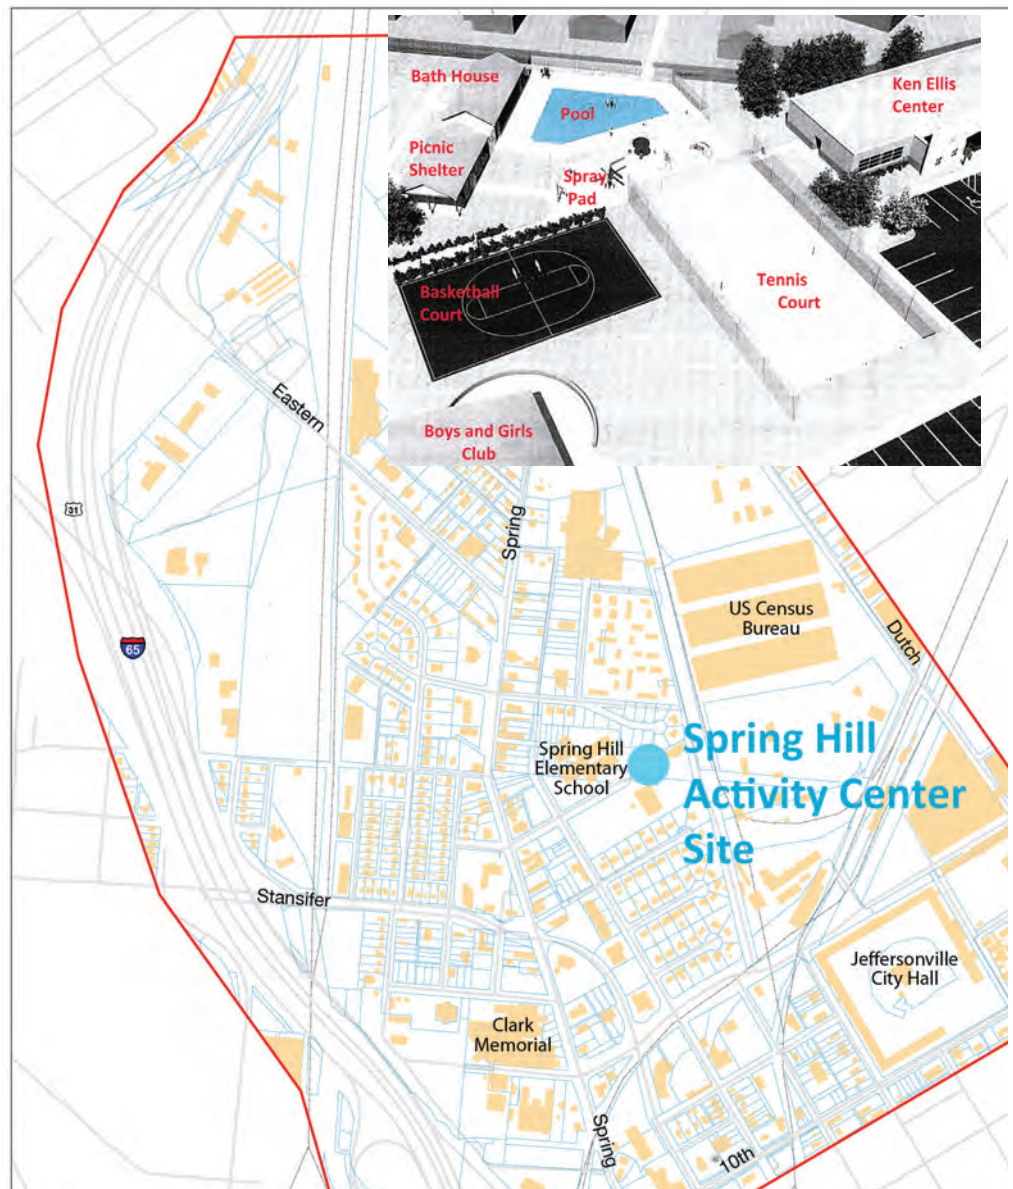 Bath House
Pool
Ken Ellis
Center
Picnic
Shelter
Spray
Pad
Basketball
Court
Tennis
Court
Boys and Girls
Club
Eastern
31
Spring
US Census
Bureau
Dutch
65
Spring Hill
Elementary
School
Spring Hill
Activity Center
Site
Stansifer
Jeffersonville
City Hall
Clark
Memorial
Spring
10th